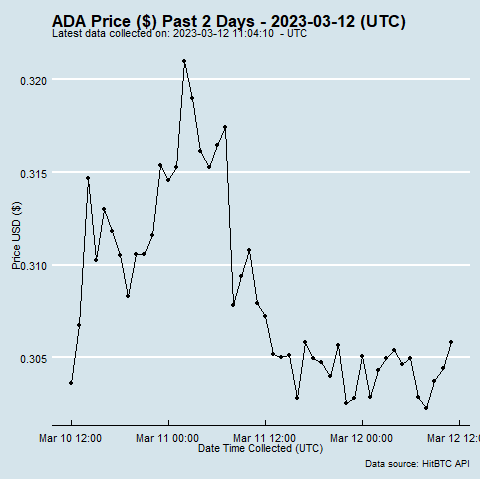 ADA Price ($) Past 2 Days - 2023-03-12 (UTC)
Latest data collected on: 2023-03-12 11:04:10 - UTC
0.320
0.315
0.310
0.305
Price USD ($)
Mar 10 12:00 Mar 11 00:00 Mar 11 12:00 Mar 12 00:00 Mar 12 12:0
Date Time Collected (UTC)
Data source: HitBTC API